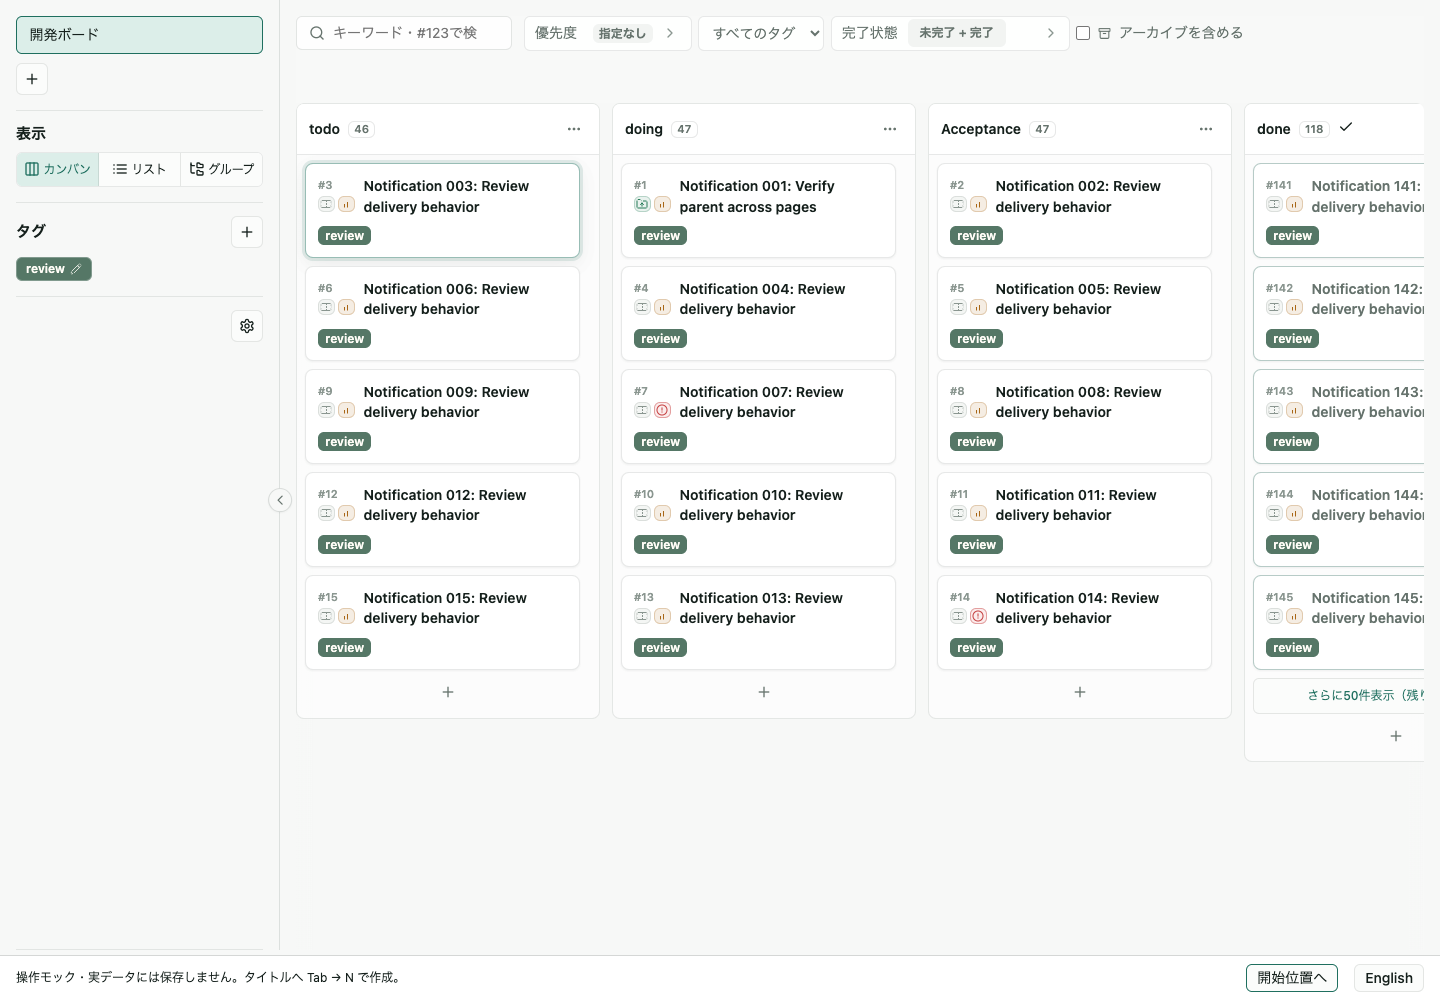 開発ボード
表示
カンバン
リスト
グループ
タグ
review
キーワード・#123で検
優先度 指定なし
すべてのタグ
完了状態 未完了 + 完了
アーカイブを含める
todo 46
#3 Notification 003: Review
delivery behavior
review
#6 Notification 006: Review
delivery behavior
review
#9 Notification 009: Review
delivery behavior
review
#12 Notification 012: Review
delivery behavior
review
#15 Notification 015: Review
delivery behavior
review
doing 47
#1 Notification 001: Verify
parent across pages
review
#4 Notification 004: Review
delivery behavior
review
#7 Notification 007: Review
delivery behavior
review
#10 Notification 010: Review
delivery behavior
review
#13 Notification 013: Review
delivery behavior
review
Acceptance 47
#2 Notification 002: Review
delivery behavior
review
#5 Notification 005: Review
delivery behavior
review
#8 Notification 008: Review
delivery behavior
review
#11 Notification 011: Review
delivery behavior
review
#14 Notification 014: Review
delivery behavior
review
done 118
#141 Notification 141:
delivery behavior
review
#142 Notification 142:
delivery behavior
review
#143 Notification 143:
delivery behavior
review
#144 Notification 144:
delivery behavior
review
#145 Notification 145:
delivery behavior
review
さらに50件表示（残り
操作モック・実データには保存しません。タイトルへ Tab → N で作成。
開始位置へ
English